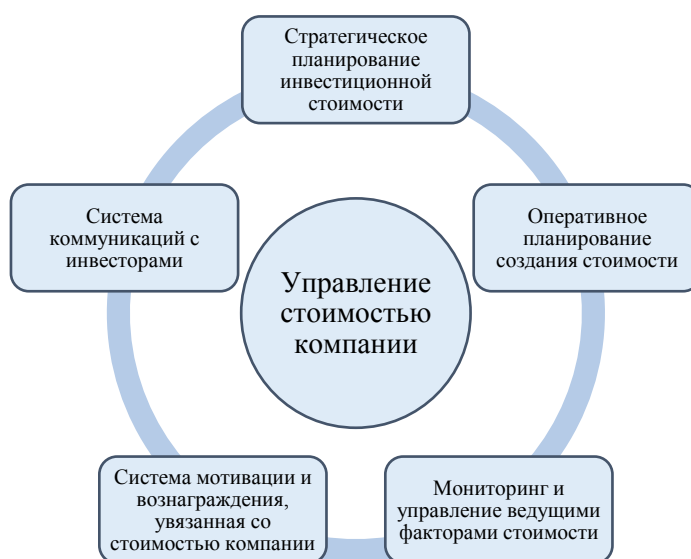 Стратегическое
планирование
инвестиционной
стоимости
Система
коммуникаций с
инвесторами
Оперативное
планирование
создания стоимости
Управление
стоимостью
компании
Система мотивации и
вознаграждения,
увязанная со
стоимостью компании
Мониторинг и
управление ведущими
факторами стоимости